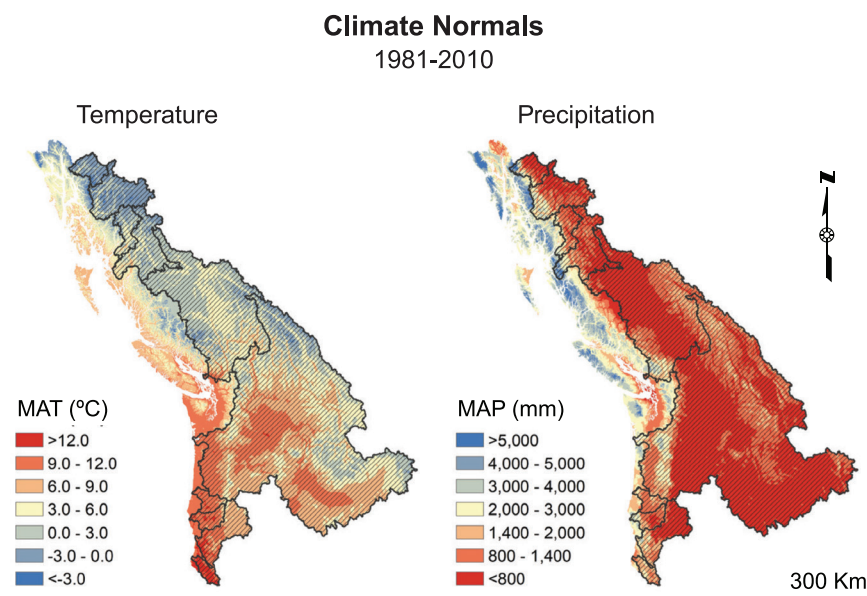 Climate Normals
1981-2010
Temperature
Precipitation
N
MAT (ºC)
>12.0
9.0 - 12.0
6.0 - 9.0
3.0 - 6.0
0.0 - 3.0
-3.0 - 0.0
<-3.0
MAP (mm)
>5,000
4,000 - 5,000
3,000 - 4,000
2,000 - 3,000
1,400 - 2,000
800 - 1,400
<800
300 Km